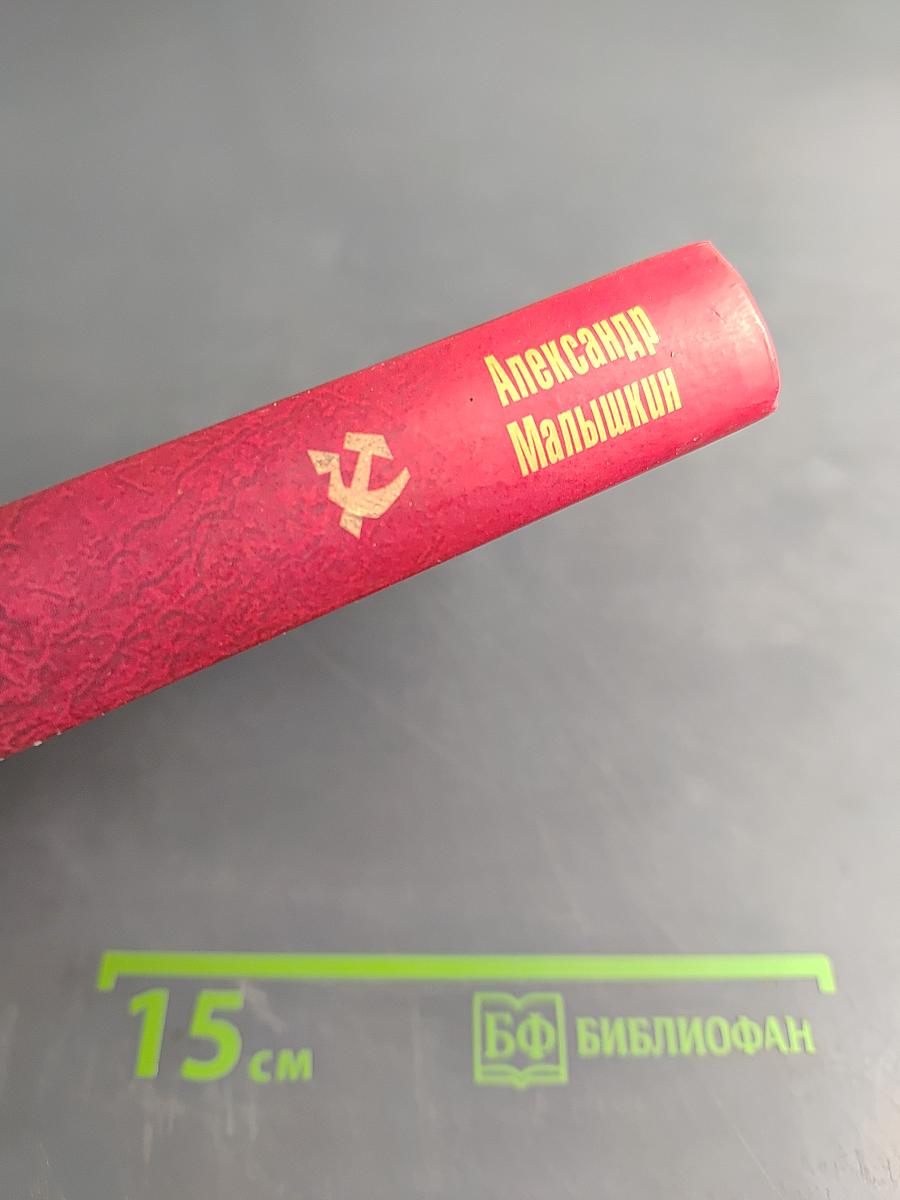 Александр
Малышкин
15 см
БФ БИБЛИОФАН